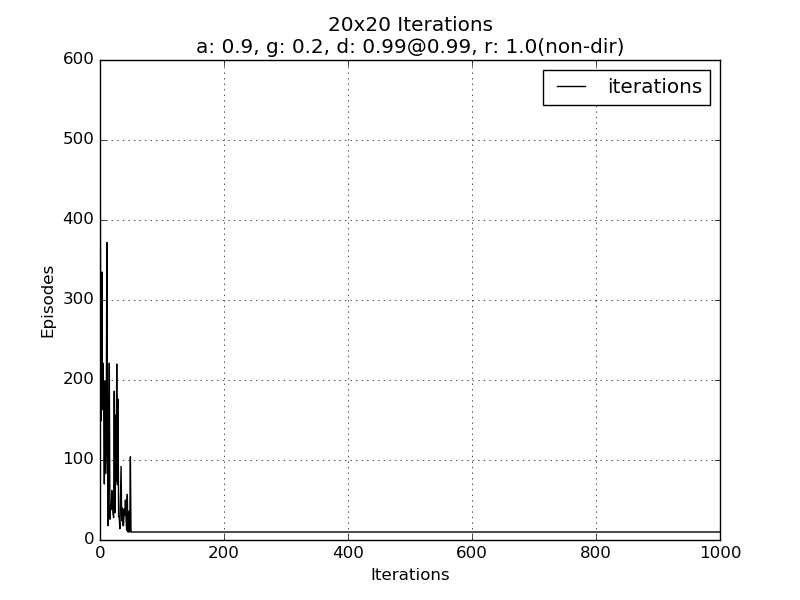 20x20 Iterations
a: 0.9, g: 0.2, d: 0.99@0.99, r: 1.0(non-dir)
iterations
600
500
400
300
200
100
0
Episodes
0 200 400 600 800 1000
Iterations